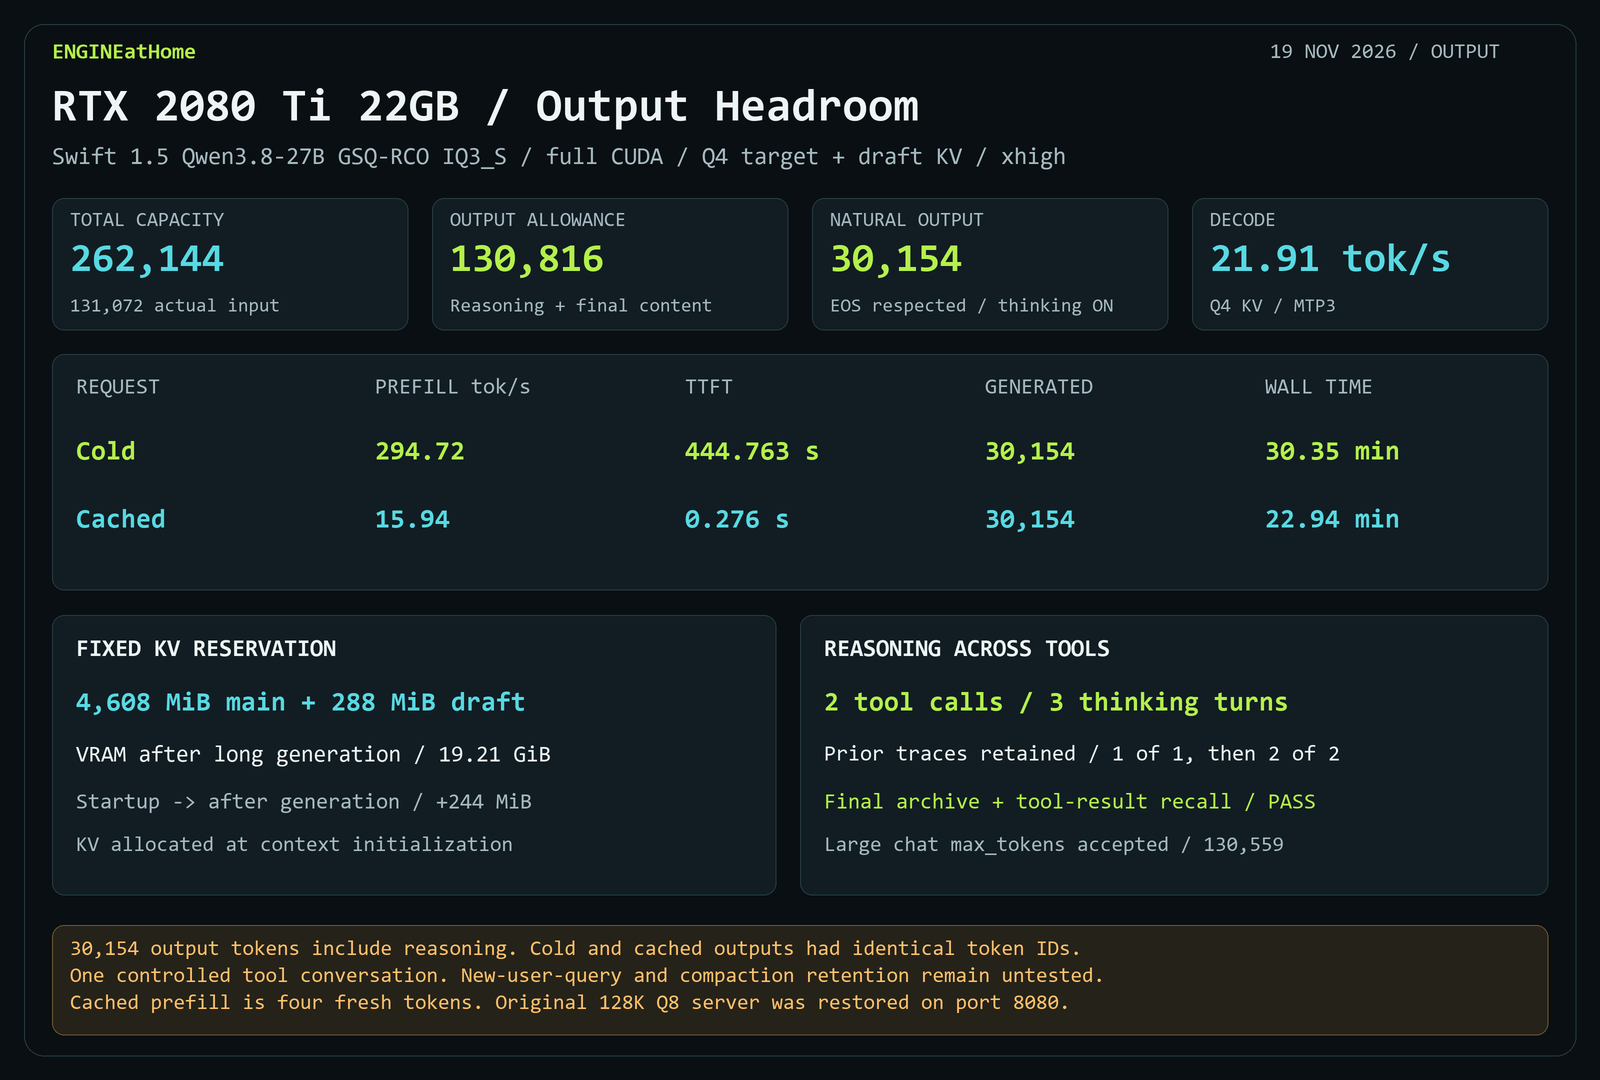 ENGINEatHome
19 NOV 2026 / OUTPUT
RTX 2080 Ti 22GB / Output Headroom
Swift 1.5 Qwen3.8-27B GSQ-RCO IQ3_S / full CUDA / Q4 target + draft KV / xhigh
TOTAL CAPACITY
262,144
131,072 actual input
OUTPUT ALLOWANCE
130,816
Reasoning + final content
NATURAL OUTPUT
30,154
EOS respected / thinking ON
DECODE
21.91 tok/s
Q4 KV / MTP3
REQUEST PREFILL tok/s TTFT GENERATED WALL TIME
Cold 294.72 444.763 s 30,154 30.35 min
Cached 15.94 0.276 s 30,154 22.94 min
FIXED KV RESERVATION
4,608 MiB main + 288 MiB draft
VRAM after long generation / 19.21 GiB
Startup -> after generation / +244 MiB
KV allocated at context initialization
REASONING ACROSS TOOLS
2 tool calls / 3 thinking turns
Prior traces retained / 1 of 1, then 2 of 2
Final archive + tool-result recall / PASS
Large chat max_tokens accepted / 130,559
30,154 output tokens include reasoning. Cold and cached outputs had identical token IDs.
One controlled tool conversation. New-user-query and compaction retention remain untested.
Cached prefill is four fresh tokens. Original 128K Q8 server was restored on port 8080.